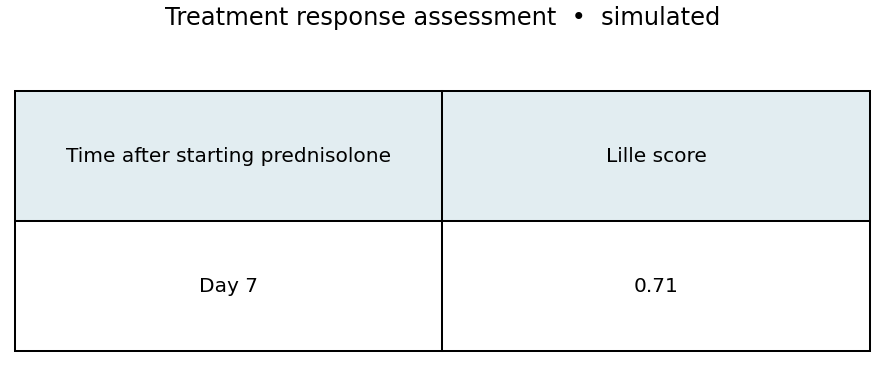 Treatment response assessment • simulated
Time after starting prednisolone
Lille score
Day 7
0.71